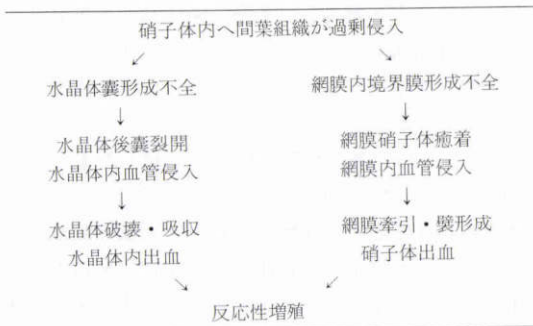 硝子体内へ間葉組織が過剰侵入
↙ ↘
水晶体嚢形成不全 網膜内境界膜形成不全
↓ ↓
水晶体後嚢裂開 網膜硝子体癒着
水晶体内血管侵入 網膜内血管侵入
↓ ↓
水晶体破壊・吸収 網膜牽引・襞形成
水晶体内出血 硝子体出血
↘ ↙
反応性増殖